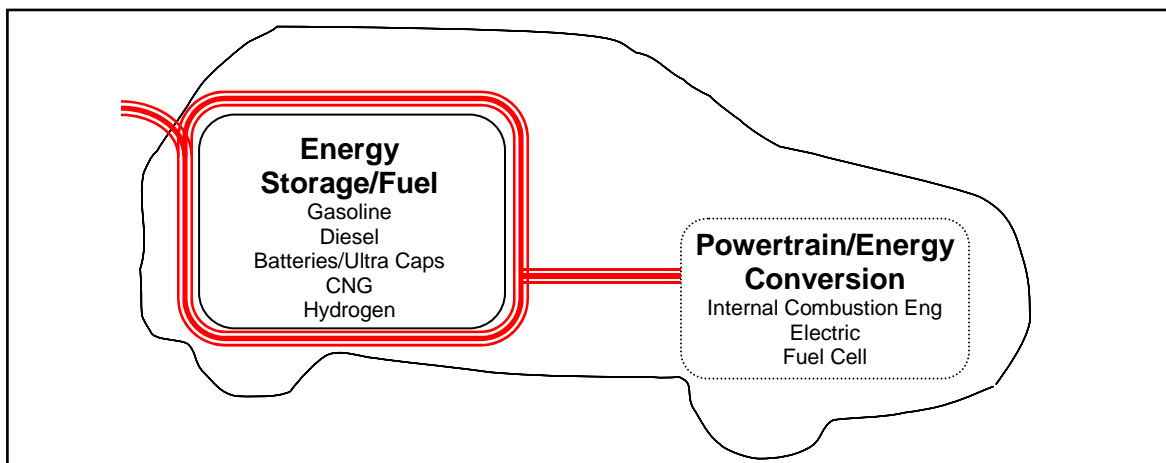 Energy
Storage/Fuel
Gasoline
Diesel
Batteries/Ultra Caps
CNG
Hydrogen
Powertrain/Energy
Conversion
Internal Combustion Eng
Electric
Fuel Cell